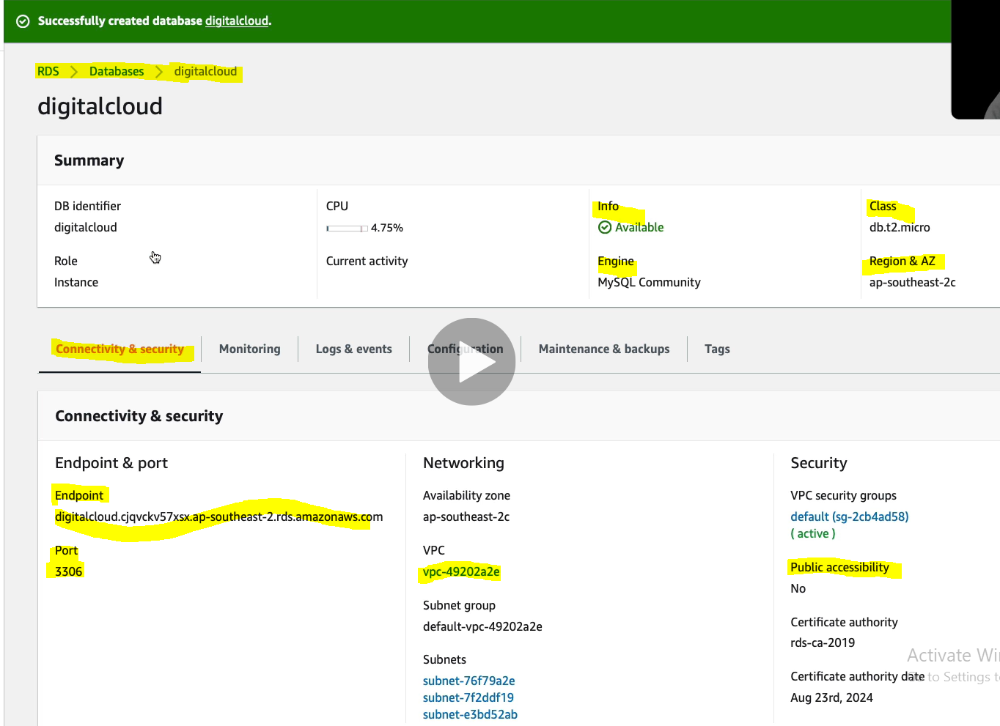 Successfully created database digitalcloud.
RDS > Databases > digitalcloud
digitalcloud
Summary
DB identifier
digitalcloud
Role
Instance
CPU
4.75%
Current activity
Info
Available
Engine
MySQL Community
Class
db.t2.micro
Region & AZ
ap-southeast-2c
Connectivity & security
Monitoring
Logs & events
Configuration
Maintenance & backups
Tags
Connectivity & security
Endpoint & port
Endpoint
digitalcloud.cjqvckv57xsx.ap-southeast-2.rds.amazonaws.com
Port
3306
Networking
Availability zone
ap-southeast-2c
VPC
vpc-49202a2e
Subnet group
default-vpc-49202a2e
Subnets
subnet-76f79a2e
subnet-7f2ddf19
subnet-e3bd52ab
Security
VPC security groups
default (sg-2cb4ad58)
( active )
Public accessibility
No
Certificate authority
rds-ca-2019
Certificate authority date
Aug 23rd, 2024
Activate Wi
to Settings t